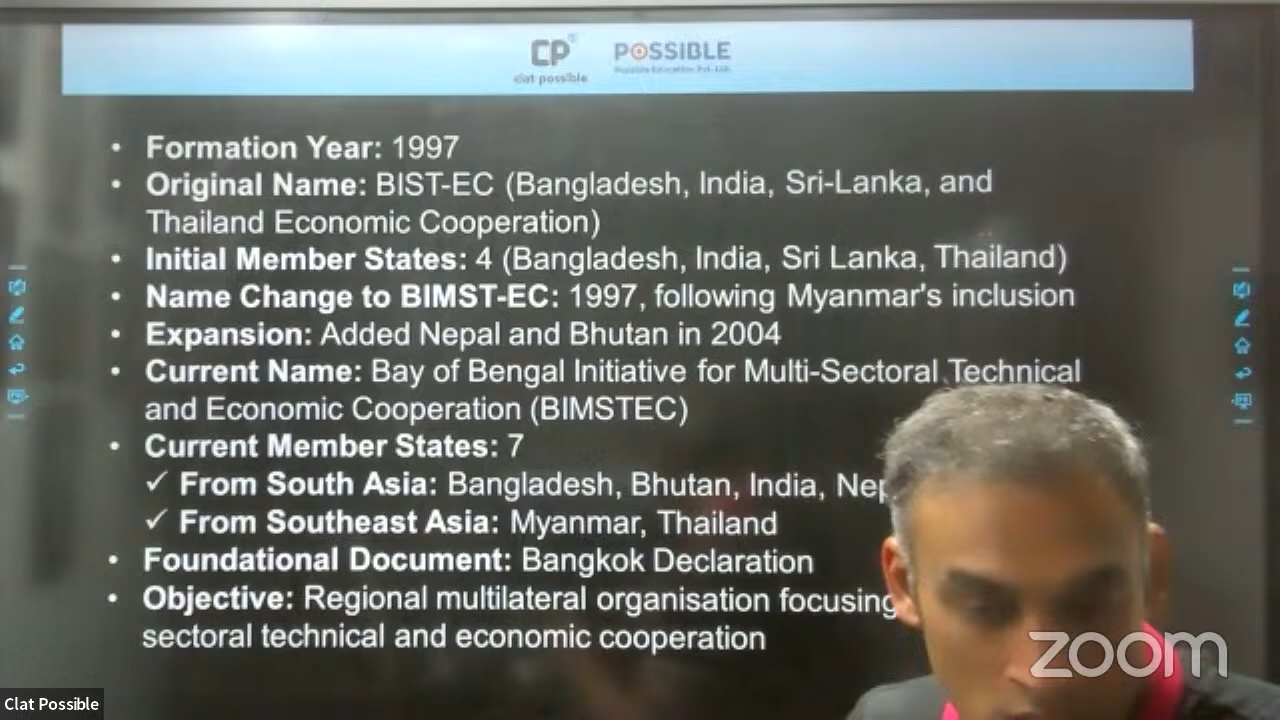 CP
clat possible
POSSIBLE
Possible Education Pvt. Ltd.
• Formation Year: 1997
• Original Name: BIST-EC (Bangladesh, India, Sri-Lanka, and
Thailand Economic Cooperation)
• Initial Member States: 4 (Bangladesh, India, Sri Lanka, Thailand)
• Name Change to BIMST-EC: 1997, following Myanmar's inclusion
• Expansion: Added Nepal and Bhutan in 2004
• Current Name: Bay of Bengal Initiative for Multi-Sectoral Technical
and Economic Cooperation (BIMSTEC)
• Current Member States: 7
✓ From South Asia: Bangladesh, Bhutan, India,
✓ From Southeast Asia: Myanmar, Thailand
• Foundational Document: Bangkok Declaration
• Objective: Regional multilateral organisation focusing
sectoral technical and economic cooperation
zoom
Clat Possible